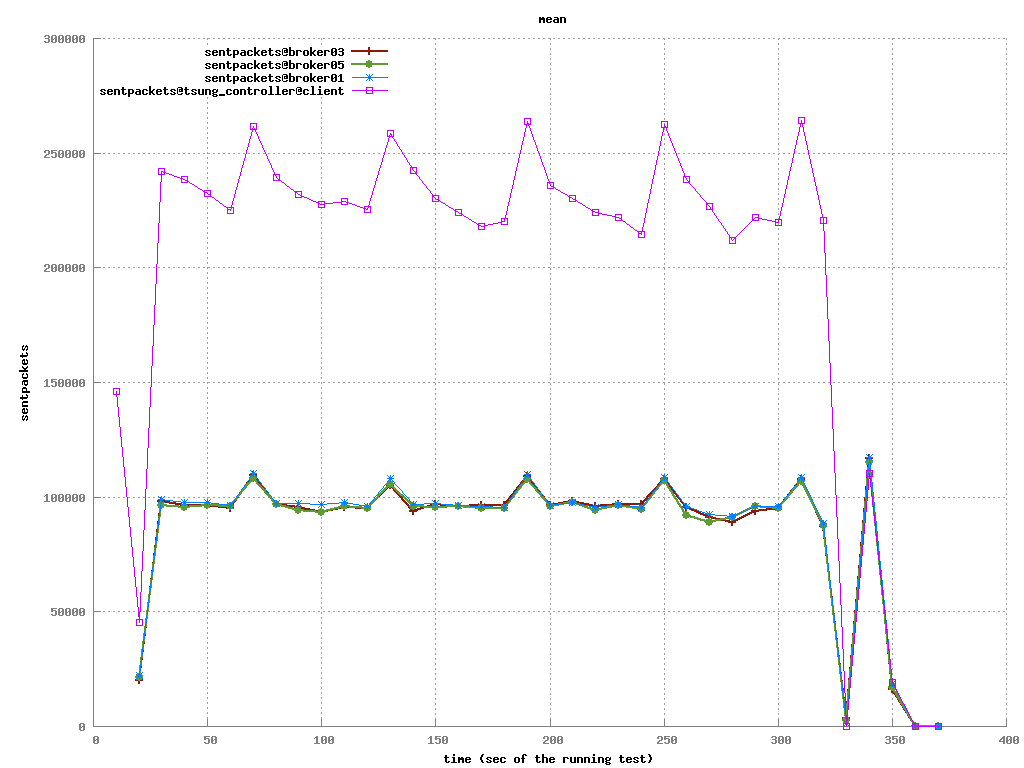 mean
300000
250000
200000
150000
100000
50000
0
sentpackets@broker03
sentpackets@broker05
sentpackets@broker01
sentpackets@tsung_controller@client
sentpackets
0 50 100 150 200 250 300 350 400
time (sec of the running test)